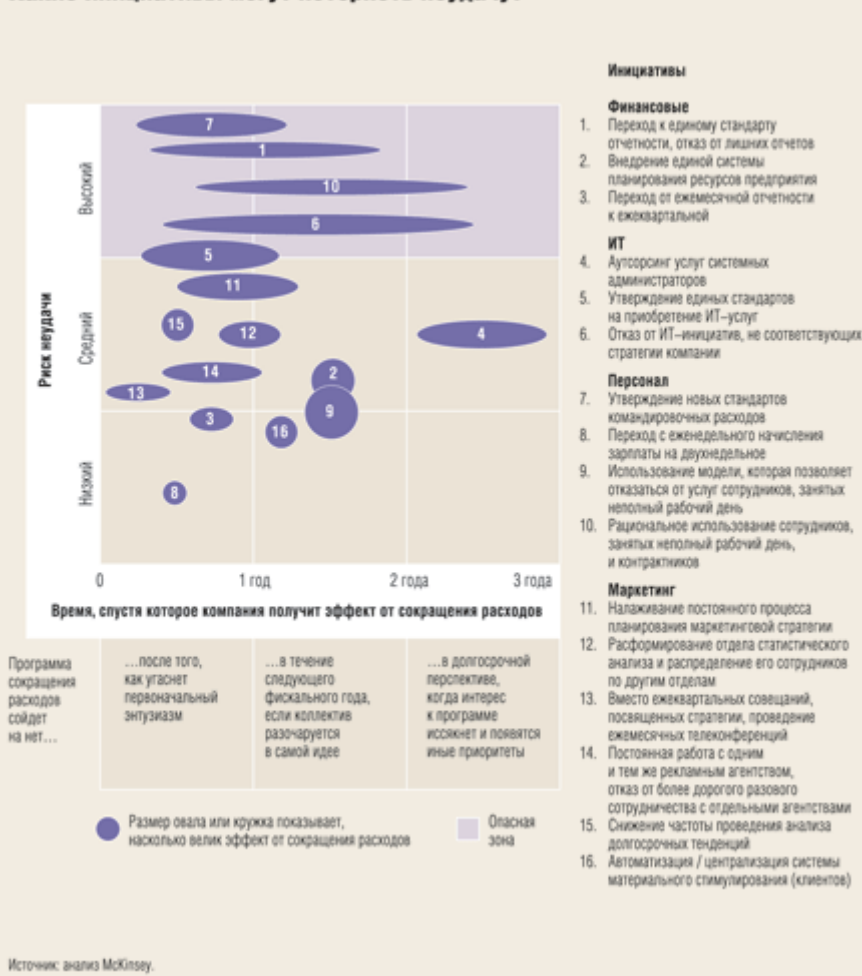 Инициативы
Финансовые
1. Переход к единому стандарту
отчетности, отказ от лишних отчетов
2. Внедрение единой системы
планирования ресурсов предприятия
3. Переход от ежемесячной отчетности
к ежеквартальной
ИТ
4. Аутсорсинг услуг системных
администраторов
5. Утверждение единых стандартов
на приобретение ИТ–услуг
6. Отказ от ИТ–инициатив, не соответствующих
стратегии компании
Персонал
7. Утверждение новых стандартов
командировочных расходов
8. Переход с еженедельного начисления
зарплаты на двухнедельное
9. Использование модели, которая позволяет
отказаться от услуг сотрудников, занятых
неполный рабочий день
10. Рациональное использование сотрудников,
занятых неполный рабочий день,
и контрактников
Маркетинг
11. Налаживание постоянного процесса
планирования маркетинговой стратегии
12. Расформирование отдела статистического
анализа и распределение его сотрудников
по другим отделам
13. Вместо ежеквартальных совещаний,
посвященных стратегии, проведение
ежемесячных телеконференций
14. Постоянная работа с одним
и тем же рекламным агентством,
отказ от более дорогого разового
сотрудничества с отдельными агентствами
15. Снижение частоты проведения анализа
долгосрочных тенденций
16. Автоматизация / централизация системы
материального стимулирования (клиентов)
Риск неудачи
Высокий
Средний
Низкий
7
1
10
6
5
11
15
12
4
14
2
13
9
3
16
8
0 1 год 2 года 3 года
Время, спустя которое компания получит эффект от сокращения расходов
Программа
сокращения
расходов
сойдет
на нет…
…после того,
как угаснет
первоначальный
энтузиазм
…в течение
следующего
фискального года,
если коллектив
разочаруется
в самой идее
…в долгосрочной
перспективе,
когда интерес
к программе
иссякнет и появятся
иные приоритеты
Размер овала или кружка показывает,
насколько велик эффект от сокращения расходов
Опасная
зона
Источник: анализ McKinsey.